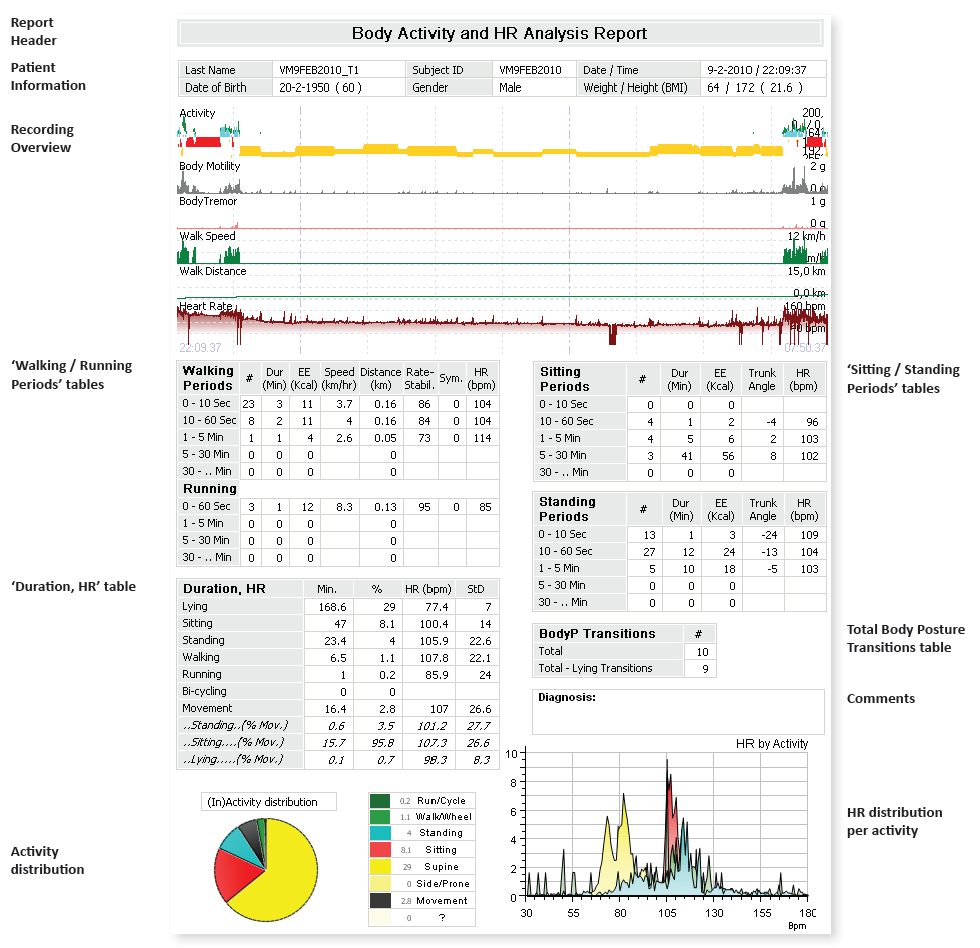 Report
Header
Body Activity and HR Analysis Report
Patient
Information
Last Name VM9FEB2010_T1 Subject ID VM9FEB2010 Date / Time 9-2-2010 / 22:09:37
Date of Birth 20-2-1950 ( 60 ) Gender Male Weight / Height (BMI) 64 / 172 ( 21.6 )
Recording
Overview
Activity 200,
Body Motility 2 g
0 g
BodyTremor 1 g
0 g
Walk Speed 12 km/h
Walk Distance 15,0 km
0,0 km
Heart Rate 160 bpm
bpm
22:09.37 07:50.37
‘Walking / Running
Periods’ tables
Walking Periods # Dur (Min) EE (Kcal) Speed (km/hr) Distance (km) Rate-Stabil. Sym. HR (bpm)
0 - 10 Sec 23 3 11 3.7 0.16 86 0 104
10 - 60 Sec 8 2 11 4 0.16 84 0 104
1 - 5 Min 1 1 4 2.6 0.05 73 0 114
5 - 30 Min 0 0 0
30 - .. Min 0 0 0
Running
0 - 60 Sec 3 1 12 8.3 0.13 95 0 85
1 - 5 Min 0 0 0
5 - 30 Min 0 0 0
30 - .. Min 0 0 0
Sitting Periods # Dur (Min) EE (Kcal) Trunk Angle HR (bpm)
0 - 10 Sec 0 0 0
10 - 60 Sec 4 1 2 -4 96
1 - 5 Min 4 5 6 2 103
5 - 30 Min 3 41 56 8 102
30 - .. Min 0 0 0
‘Sitting / Standing
Periods’ tables
Standing Periods # Dur (Min) EE (Kcal) Trunk Angle HR (bpm)
0 - 10 Sec 13 1 3 -24 109
10 - 60 Sec 27 12 24 -13 104
1 - 5 Min 5 10 18 -5 103
5 - 30 Min 0 0 0
30 - .. Min 0 0 0
‘Duration, HR’ table
Duration, HR Min. % HR (bpm) StD
Lying 168.6 29 77.4 7
Sitting 47 8.1 100.4 14
Standing 23.4 4 105.9 22.6
Walking 6.5 1.1 107.8 22.1
Running 1 0.2 85.9 24
Bi-cycling 0 0
Movement 16.4 2.8 107 26.6
..Standing..(% Mov.) 0.6 3.5 101.2 27.7
..Sitting....(% Mov.) 15.7 95.8 107.3 26.6
..Lying.....(% Mov.) 0.1 0.7 98.3 8.3
BodyP Transitions #
Total 10
Total - Lying Transitions 9
Total Body Posture
Transitions table
Diagnosis:
Comments
Activity
distribution
(In)Activity distribution
0.2 Run/Cycle
1.1 Walk/Wheel
4 Standing
8.1 Sitting
29 Supine
0 Side/Prone
2.8 Movement
0 ?
HR by Activity
10
8
6
4
2
0
30 55 80 105 130 155 180
Bpm
HR distribution
per activity